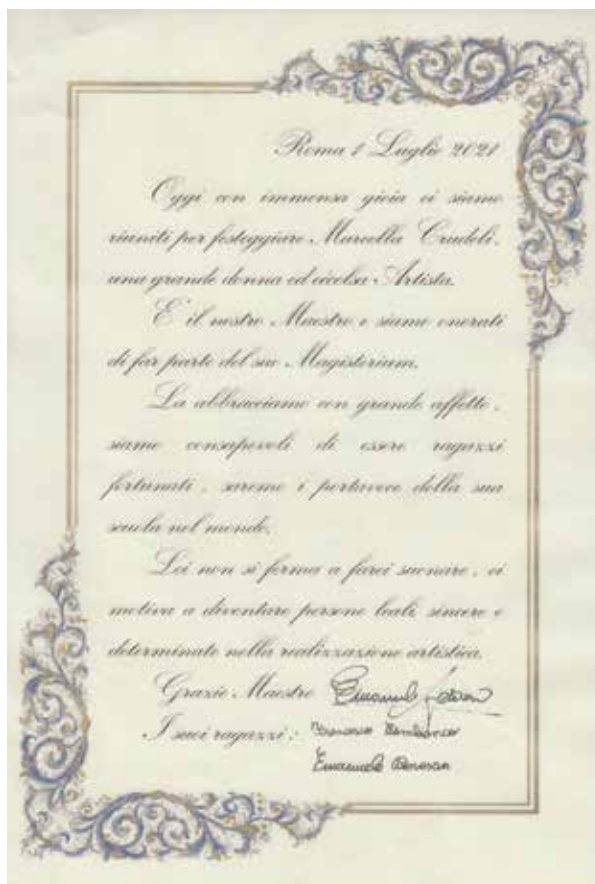 Roma 1 Luglio 2021
Oggi con immensa gioia ci siamo
riuniti per festeggiare Marcella Crudeli,
una grande donna ed eccelsa Artista.
E' il nostro Maestro e siamo onorati
di far parte del suo Magisterium.
La abbracciamo con grande affetto,
siamo consapevoli di essere ragazzi
fortunati, saremo i portavoce della sua
scuola nel mondo.
Lei non si ferma a farci suonare, ci
motiva a diventare persone leali sincere e
determinate nella realizzazione artistica.
Grazie Maestro Emanuele
I suoi ragazzi: Francesco
Emanuele